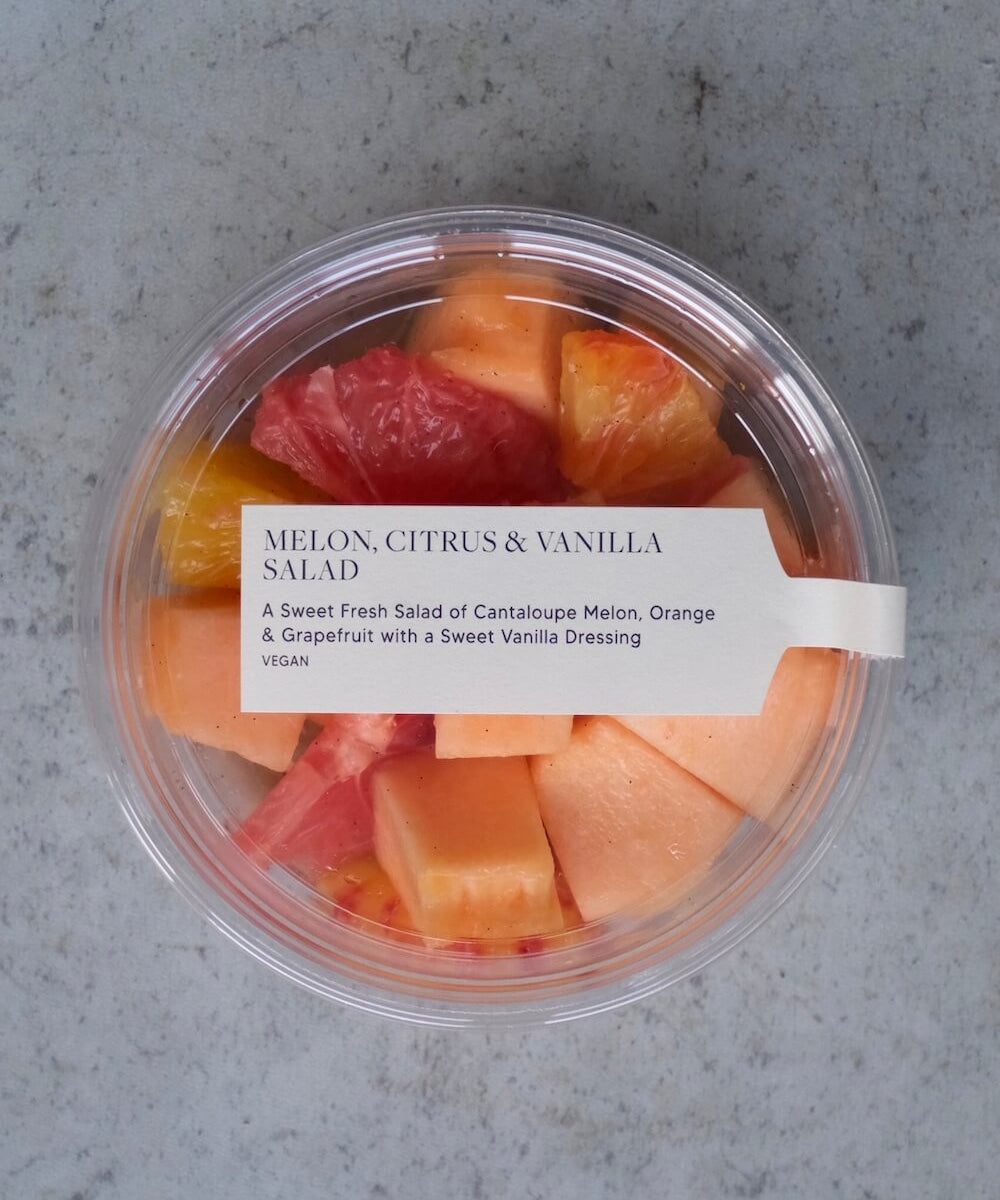 MELON, CITRUS & VANILLA
SALAD
A Sweet Fresh Salad of Cantaloupe Melon, Orange
& Grapefruit with a Sweet Vanilla Dressing
VEGAN